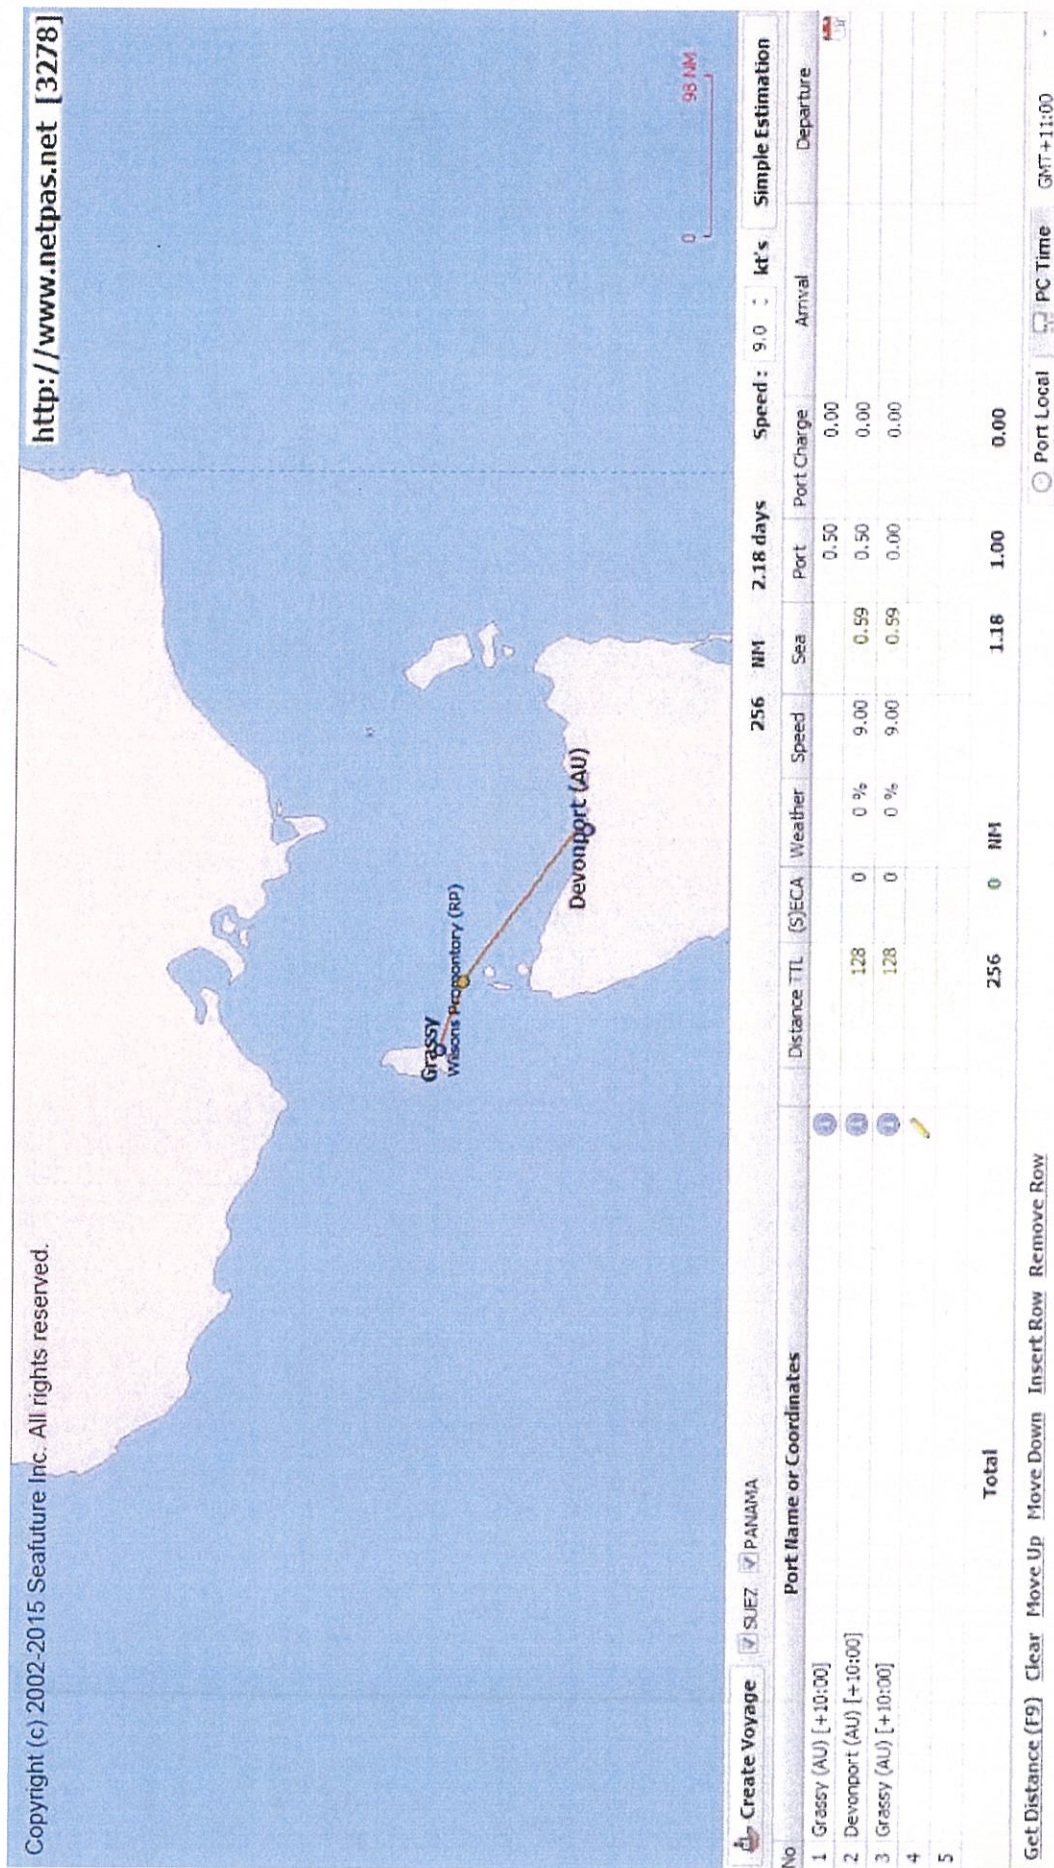 Copyright (c) 2002-2015 Seafuture Inc. All rights reserved.
http://www.netpas.net [3278]
Grassy
Wilsons Promontory (RP)
Devonport (AU)
0 98 NM
Create Voyage SUEZ PANAMA 256 NM 2.18 days Speed : 9.0 kt's Simple Estimation
No Port Name or Coordinates Distance TTL (S)ECA Weather Speed Sea Port Port Charge Arrival Departure
1 Grassy (AU) [+10:00] 0.50 0.00
2 Devonport (AU) [+10:00] 128 0 0 % 9.00 0.59 0.50 0.00
3 Grassy (AU) [+10:00] 128 0 0 % 9.00 0.59 0.00 0.00
4
5
Total 256 0 NM 1.18 1.00 0.00
Get Distance (F9) Clear Move Up Move Down Insert Row Remove Row Port Local PC Time GMT+11:00